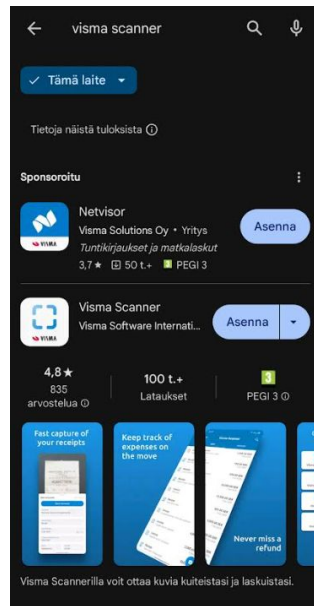 visma scanner
Tämä laite
Tietoja näistä tuloksista
Sponsoroitu
Netvisor
Visma Solutions Oy • Yritys
Tuntikirjaukset ja matkalaskut
3,7★ 50 t.+ 3 PEGI 3
Asenna
VISMA
Visma Scanner
Visma Software Internati...
Asenna
VISMA
4,8★
835
arvostelua
100 t.+
Lataukset
3
PEGI 3
Fast capture of
your receipts
Keep track of
expenses on
the move
Never miss a
refund
Visma Scannerilla voit ottaa kuvia kuiteistasi ja laskuistasi.